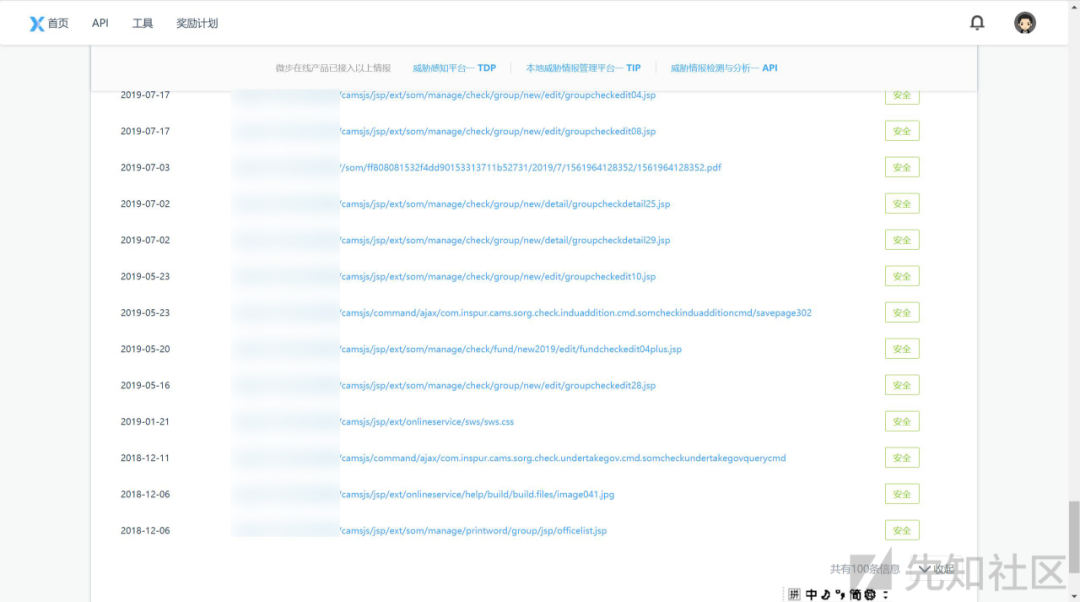 首页 API 工具 奖励计划
微步在线产品已接入以上情报 威胁感知平台— TDP 本地威胁情报管理平台— TIP 威胁情报检测与分析— API
2019-07-17 /camsjs/jsp/ext/som/manage/check/group/new/edit/groupcheckedit04.jsp 安全
2019-07-17 /camsjs/jsp/ext/som/manage/check/group/new/edit/groupcheckedit08.jsp 安全
2019-07-03 //som/ff808081532f4dd90153313711b52731/2019/7/1561964128352/1561964128352.pdf 安全
2019-07-02 /camsjs/jsp/ext/som/manage/check/group/new/detail/groupcheckdetail25.jsp 安全
2019-07-02 /camsjs/jsp/ext/som/manage/check/group/new/detail/groupcheckdetail29.jsp 安全
2019-05-23 /camsjs/jsp/ext/som/manage/check/group/new/edit/groupcheckedit10.jsp 安全
2019-05-23 /camsjs/command/ajax/com.inspur.cams.sorg.check.induaddition.cmd.somcheckinduadditioncmd/savepage302 安全
2019-05-20 /camsjs/jsp/ext/som/manage/check/fund/new2019/edit/fundcheckedit04plus.jsp 安全
2019-05-16 /camsjs/jsp/ext/som/manage/check/group/new/edit/groupcheckedit28.jsp 安全
2019-01-21 /camsjs/jsp/ext/onlineservice/sws/sws.css 安全
2018-12-11 /camsjs/command/ajax/com.inspur.cams.sorg.check.undertakegov.cmd.somcheckundertakegovquerycmd 安全
2018-12-06 /camsjs/jsp/ext/onlineservice/help/build/build.files/image041.jpg 安全
2018-12-06 /camsjs/jsp/ext/som/manage/printword/group/jsp/officelist.jsp 安全
共有100条信息 收起
先知社区
拼 中 简